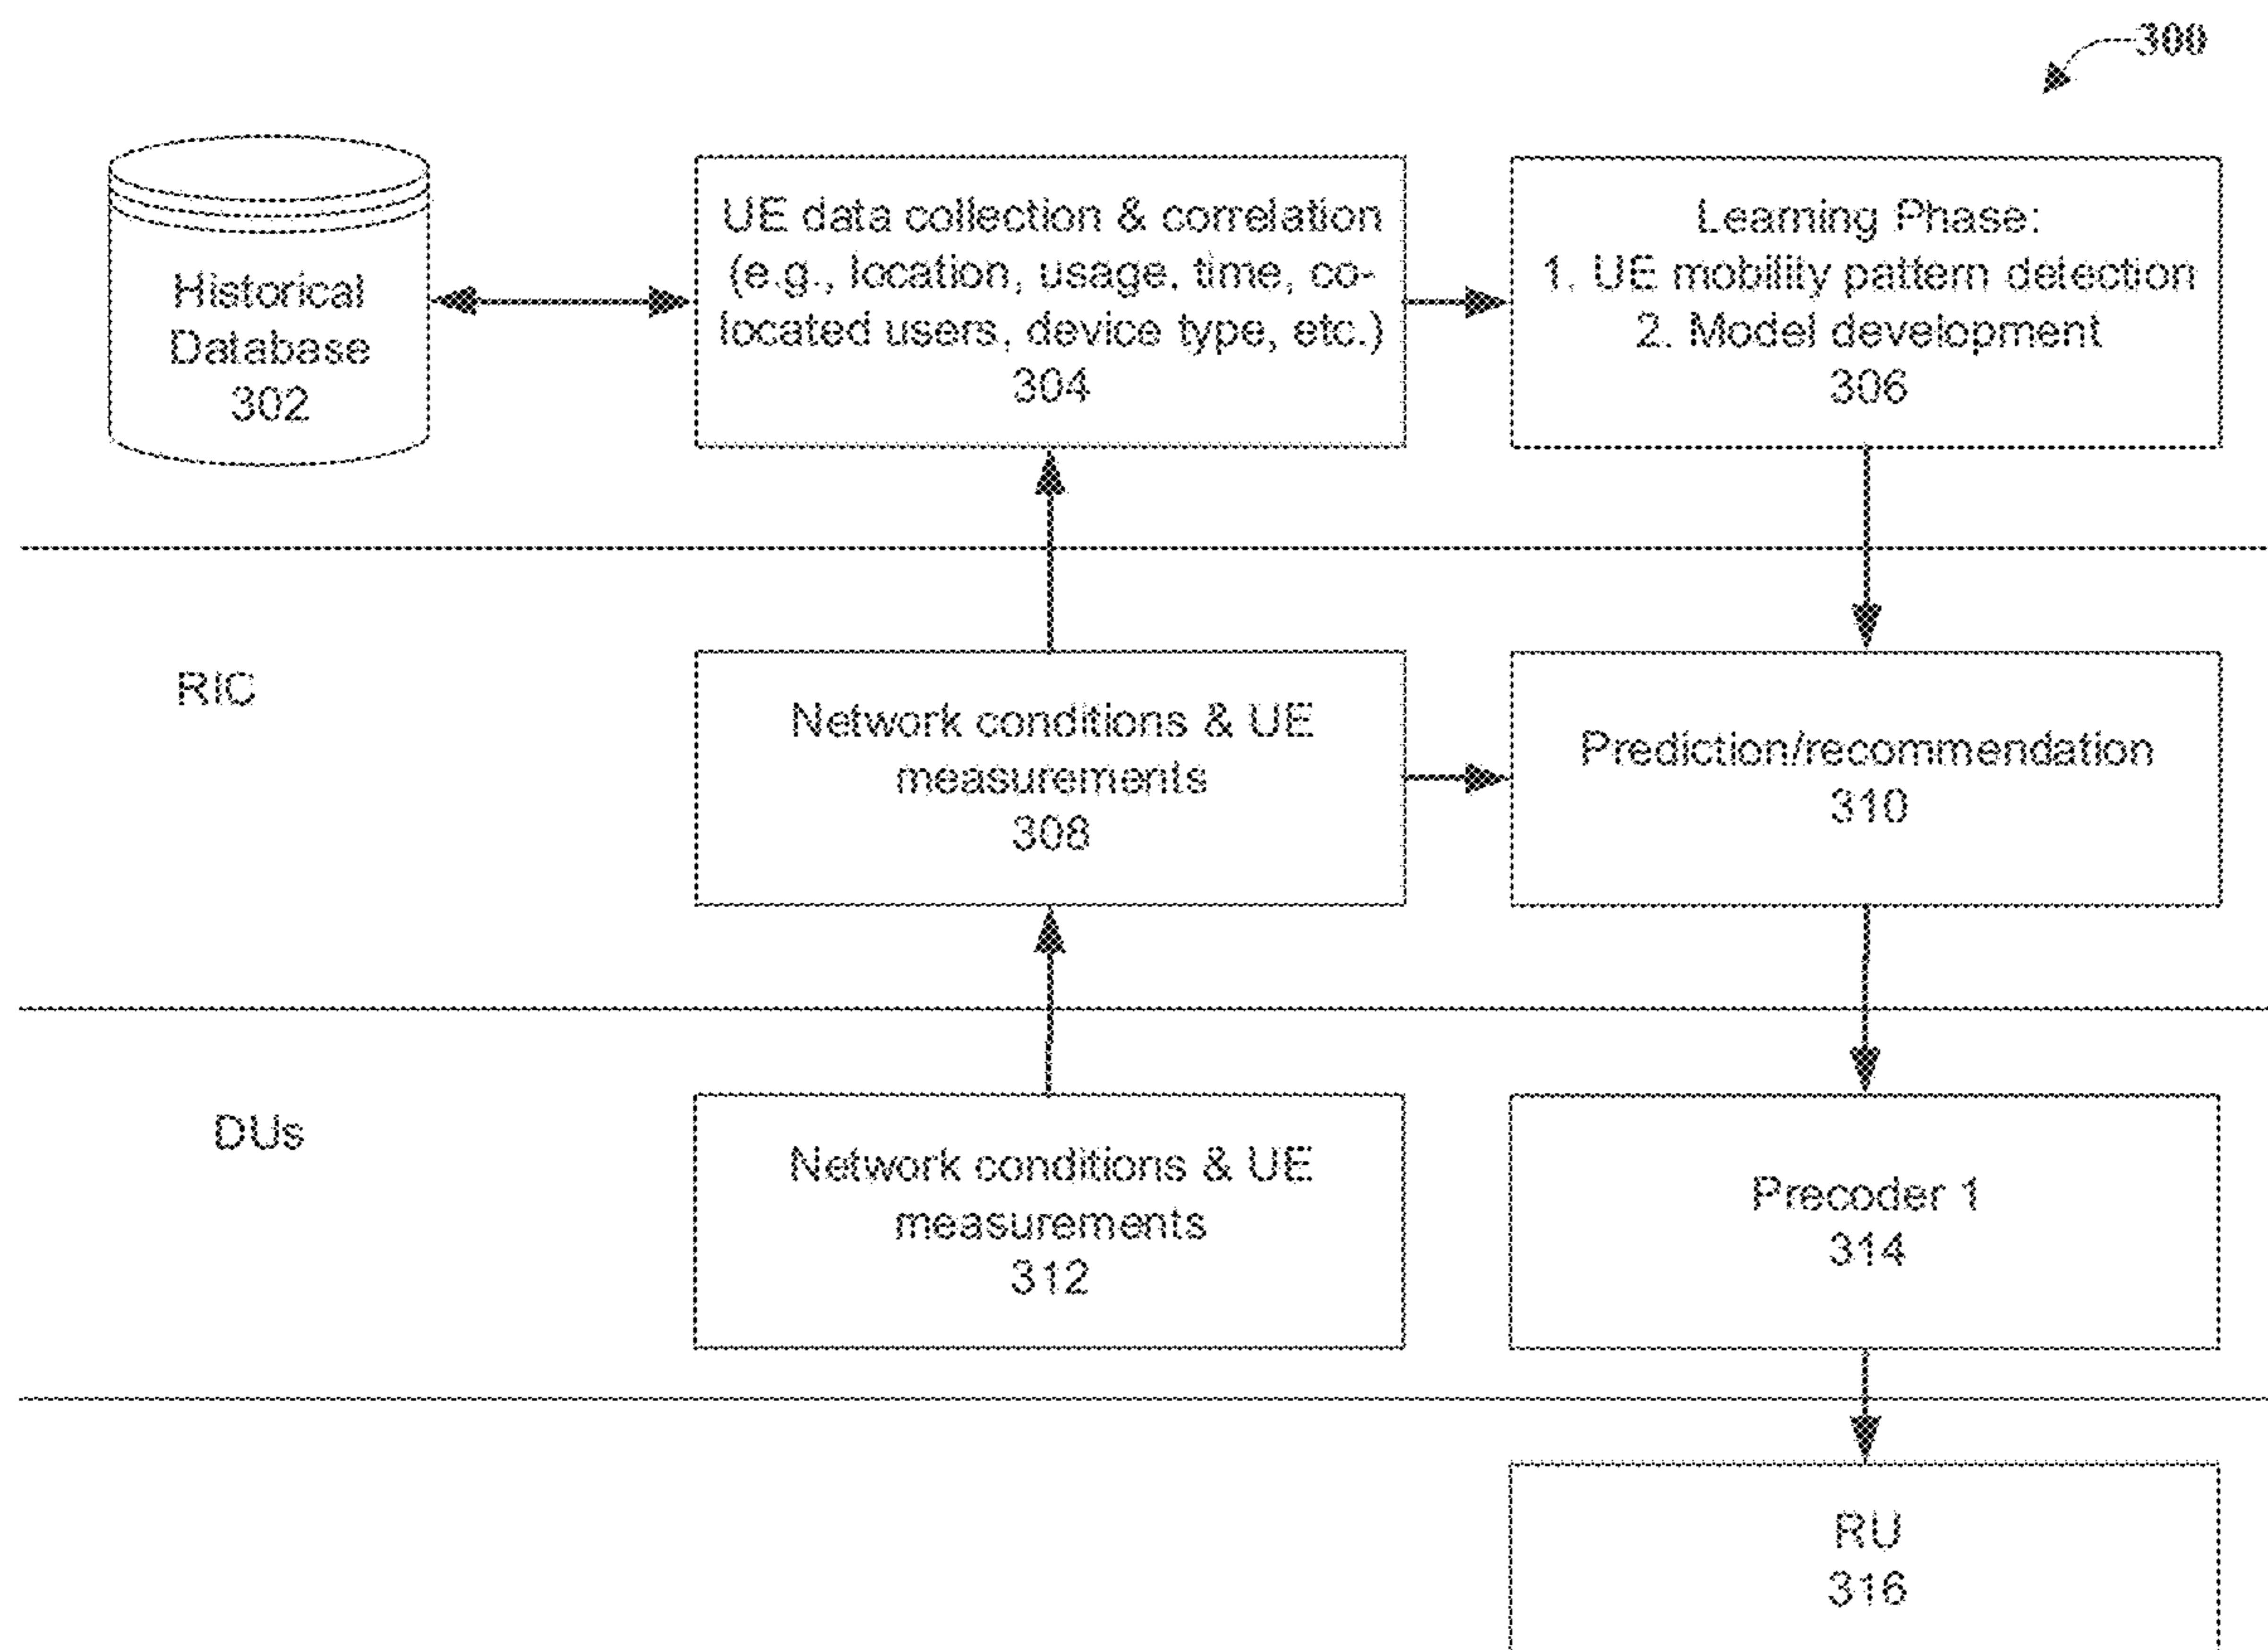 300
Historical
Database
302
UE data collection & correlation
(e.g., location, usage, time, co-
located users, device type, etc.)
304
Learning Phase:
1. UE mobility pattern detection
2. Model development
306
RIC
Network conditions & UE
measurements
308
Prediction/recommendation
310
DUs
Network conditions & UE
measurements
312
Precoder 1
314
RU
316